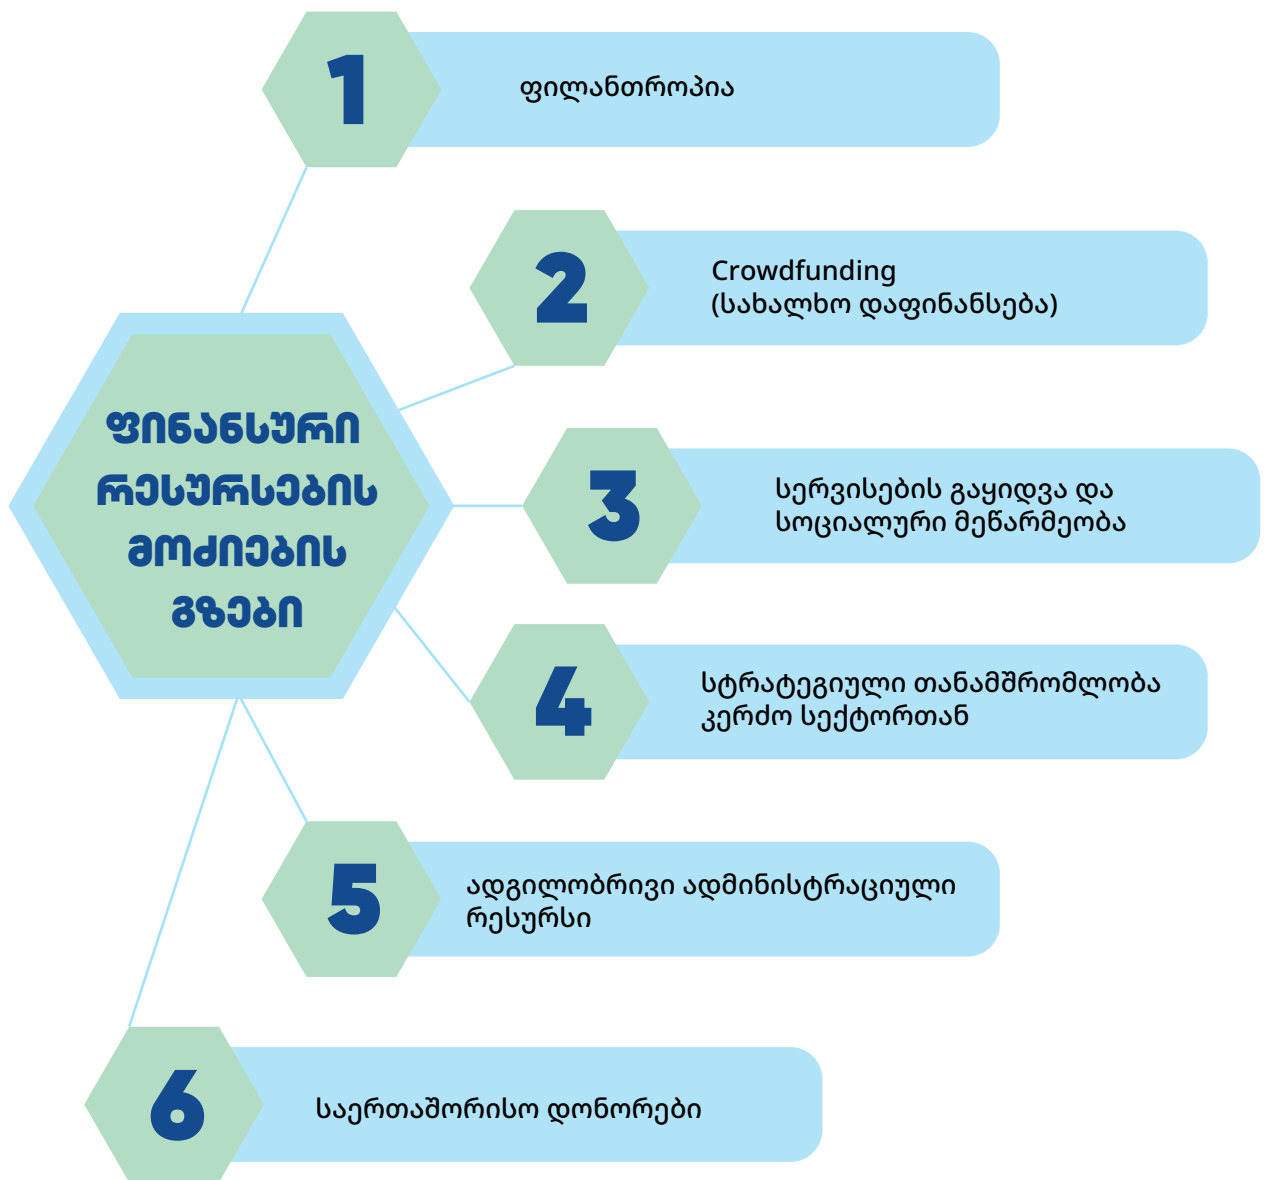 1
ფილანთროპია
2
Crowdfunding
(სახალხო დაფინანსება)
ფინანსური
რესურსების
მოძიების
გზები
3
სერვისების გაყიდვა და
სოციალური მეწარმეობა
4
სტრატეგიული თანამშრომლობა
კერძო სექტორთან
5
ადგილობრივი ადმინისტრაციული
რესურსი
6
საერთაშორისო დონორები